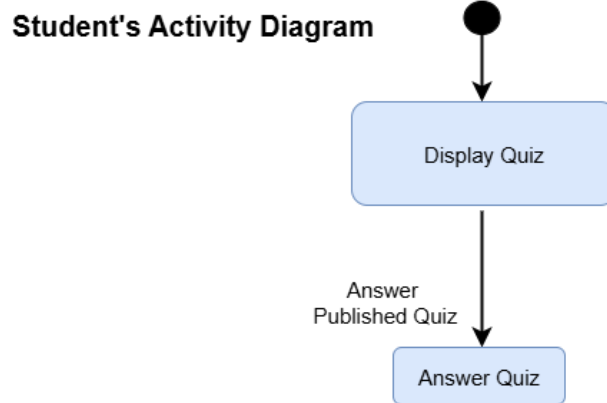 Student's Activity Diagram
Display Quiz
Answer
Published Quiz
Answer Quiz